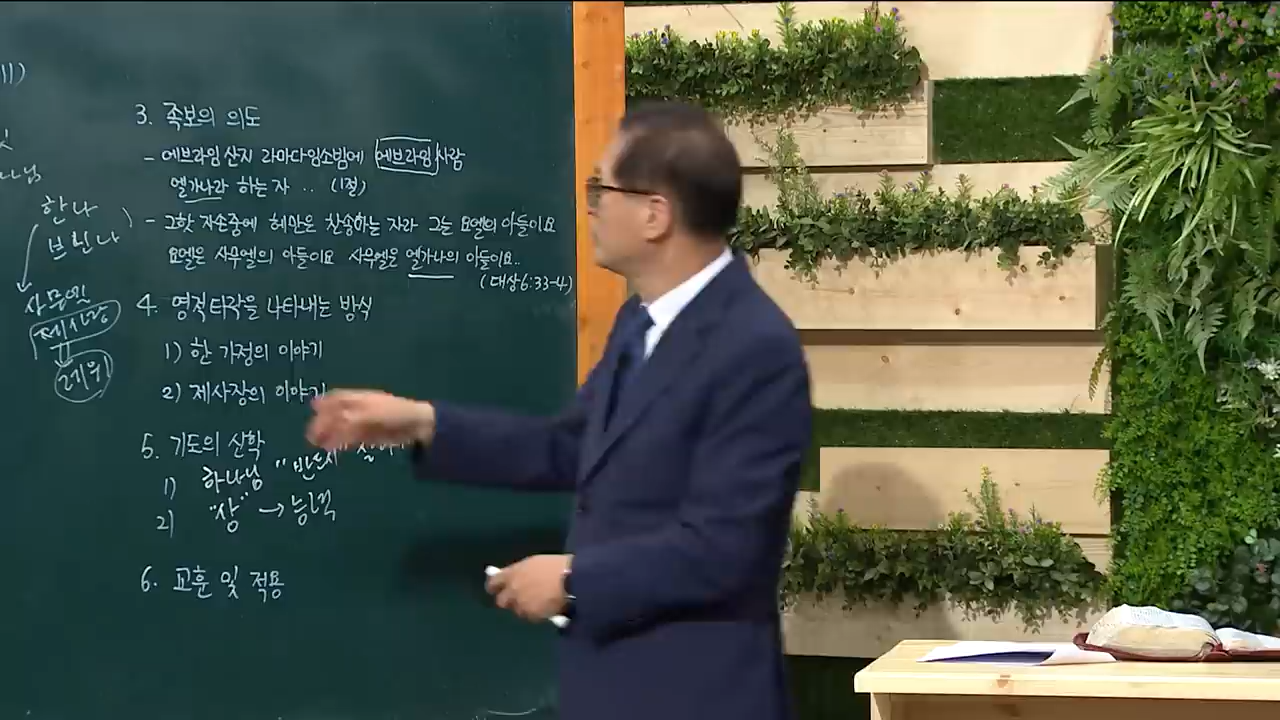 11)
한나
브닌나
사무엘
제사장
레위
3. 족보의 의도
- 에브라임 산지 라마다임소빔에 에브라임 사람
엘가나라 하는 자 .. (1절)
- 그핫 자손중에 헤만은 찬송하는 자라 그는 요엘의 아들이요
요엘은 사무엘의 아들이요 사무엘은 엘가나의 아들이요..
(대상6:33-4)
4. 영적타락을 나타내는 방식
1) 한 가정의 이야기
2) 제사장의 이야기
5. 기도의 신학
1) 하나님 "반드시
2) "상" → 능력
6. 교훈 및 적용